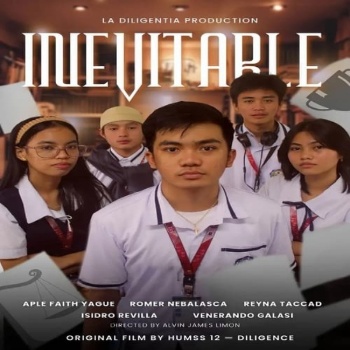 LA DILIGENTIA PRODUCTION
INEVITABLE
APLE FAITH YAGUE ROMER NEBALASCA REYNA TACCAD
ISIDRO REVILLA VENERANDO GALASI
DIRECTED BY ALVIN JAMES LIMON
ORIGINAL FILM BY HUMSS 12 — DILIGENCE